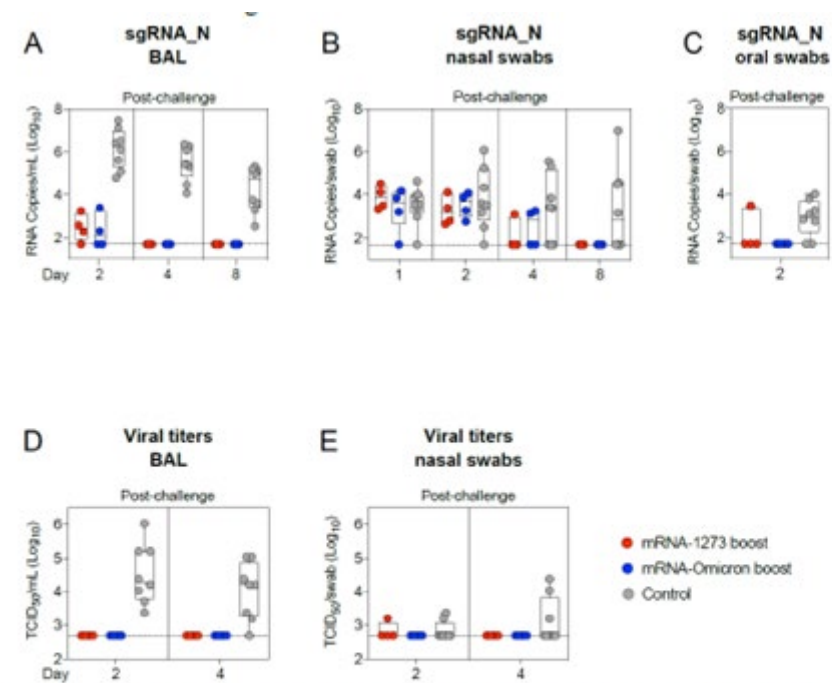 A
sgRNA_N
BAL
Post-challenge
RNA Copies/mL (Log10)
8
6
4
2
Day
2
4
8
B
sgRNA_N
nasal swabs
Post-challenge
RNA Copies/swab (Log10)
8
6
4
2
1
2
4
8
C
sgRNA_N
oral swabs
Post-challenge
RNA Copies/swab (Log10)
8
6
4
2
2
D
Viral titers
BAL
Post-challenge
TCID50/mL (Log10)
6
5
4
3
2
Day
2
4
E
Viral titers
nasal swabs
Post-challenge
TCID50/swab (Log10)
6
5
4
3
2
2
4
mRNA-1273 boost
mRNA-Omicron boost
Control